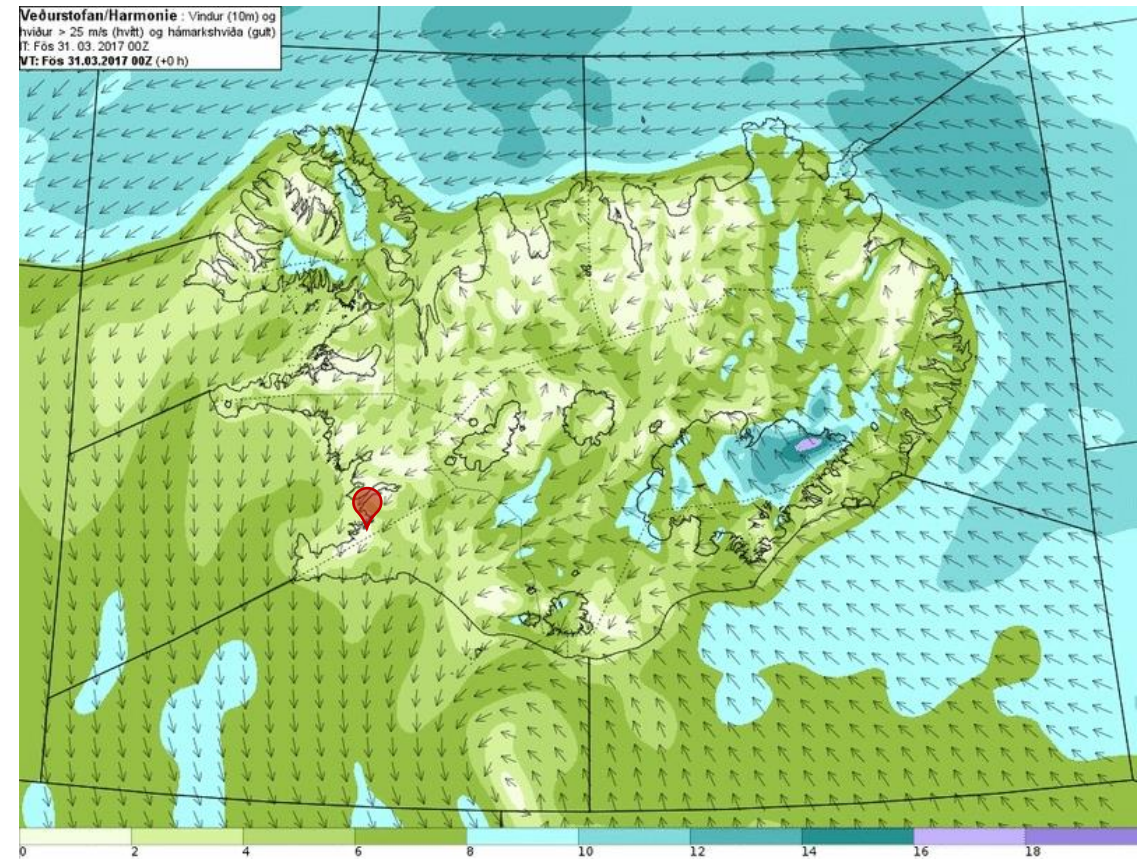 Veðurstofan/Harmonie : Vindur (10m) og
hviður > 25 m/s (hvítt) og hámarkshviða (gult)
IT: Fös 31. 03. 2017 00Z
VT: Fös 31.03.2017 00Z (+0 h)
0 2 4 6 8 10 12 14 16 18